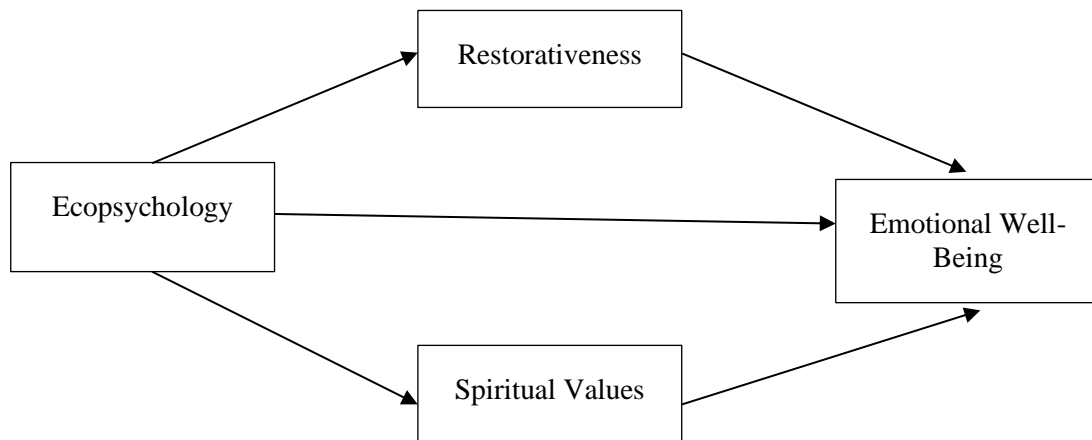 Restorativeness
Ecopsychology
Emotional Well-
Being
Spiritual Values